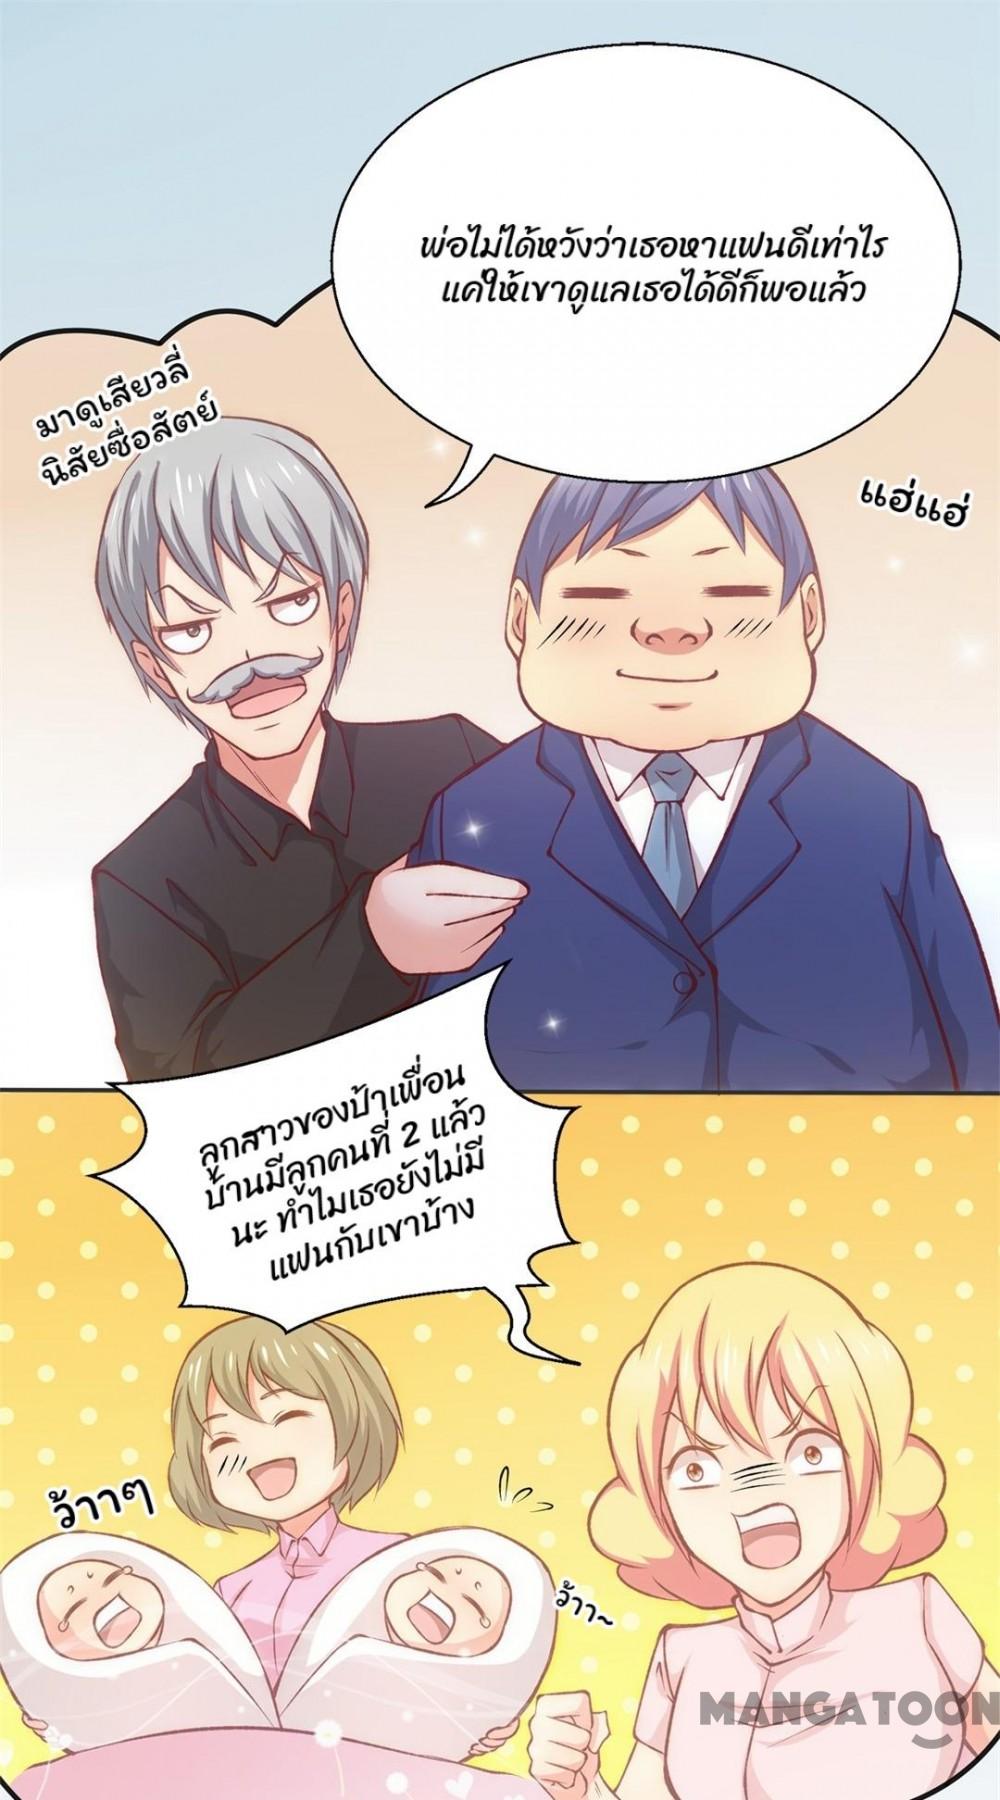 พ่อไม่ได้หวังว่าเธอหาแฟนดีเท่าไร
แค่ให้เขาดูแลเธอได้ดีก็พอแล้ว
มาดูเสียวลี่
นิสัยซื่อสัตย์
แฮ่แฮ่
ลูกสาวของป้าเพื่อน
บ้านมีลูกคนที่ 2 แล้ว
นะ ทำไมเธอยังไม่มี
แฟนกับเขาบ้าง
ว้าาๆ
ว้าา~
MANGATOON